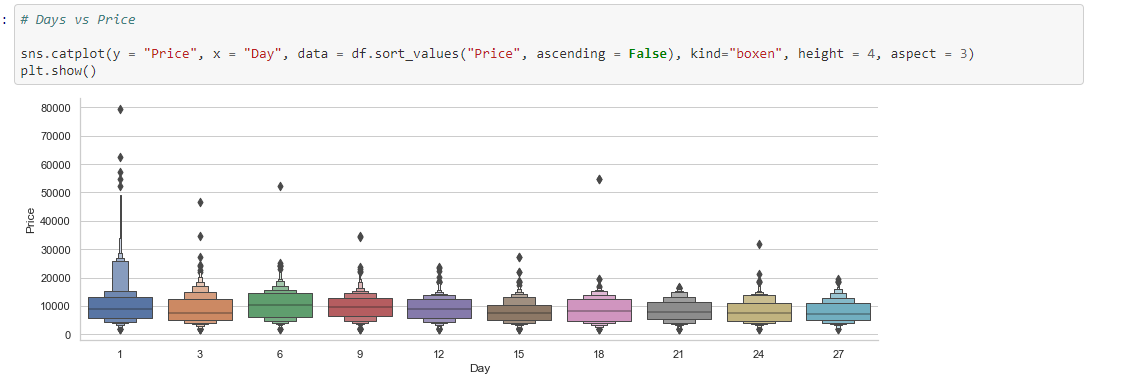 :
# Days vs Price
sns.catplot(y = "Price", x = "Day", data = df.sort_values("Price", ascending = False), kind="boxen", height = 4, aspect = 3)
plt.show()
80000
70000
60000
50000
40000
30000
20000
10000
0
Price
1 3 6 9 12 15 18 21 24 27
Day